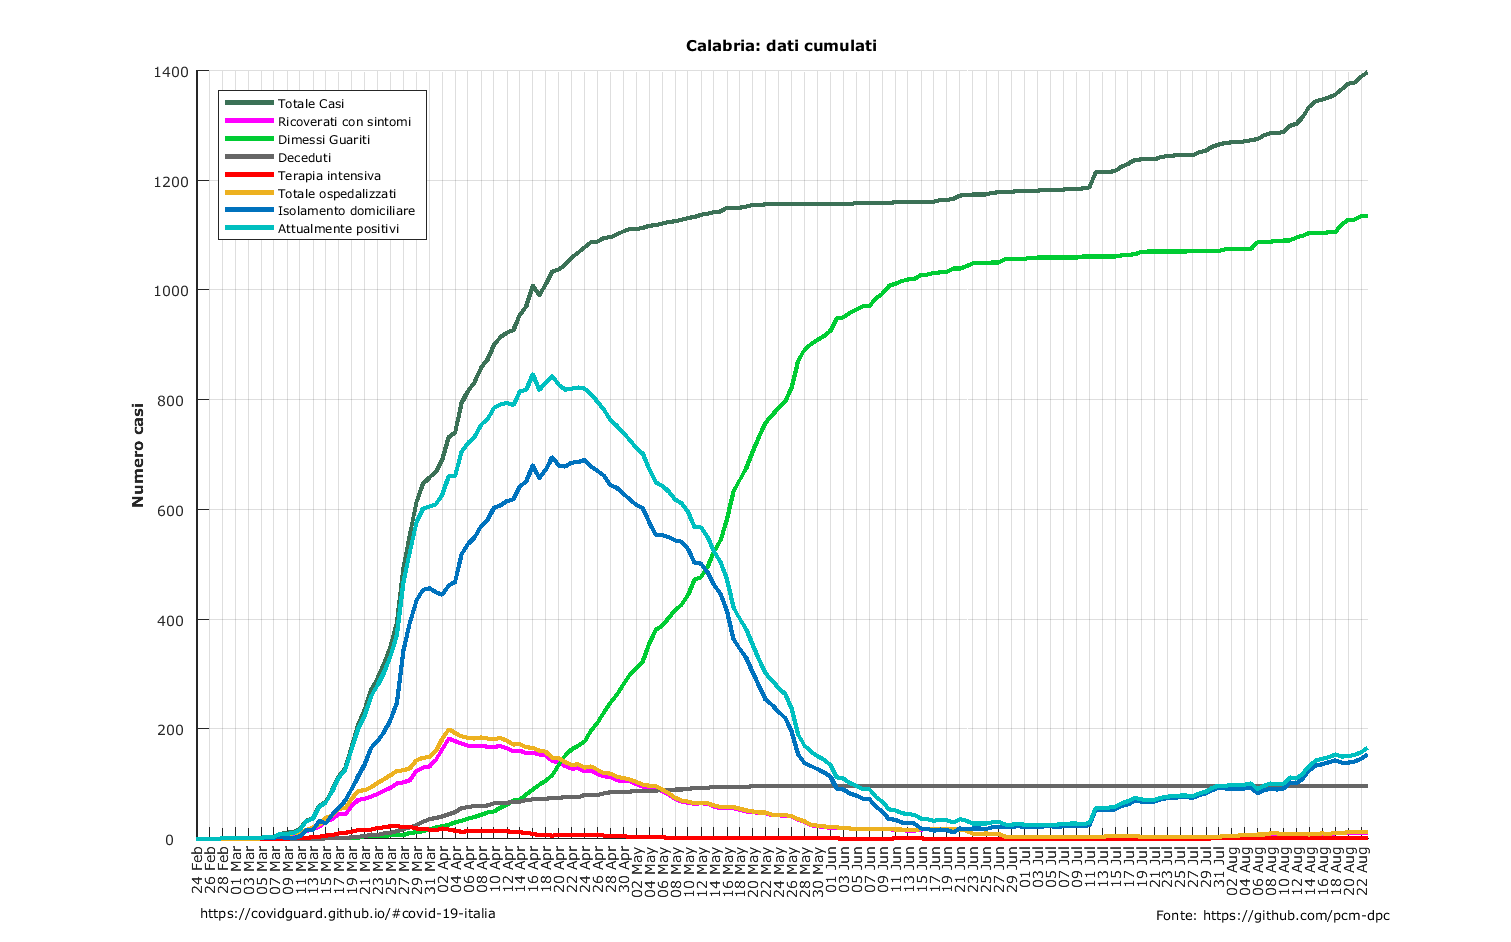 Calabria: dati cumulati
1400
1200
1000
800
600
400
200
0
Numero casi
Totale Casi
Ricoverati con sintomi
Dimessi Guariti
Deceduti
Terapia intensiva
Totale ospedalizzati
Isolamento domiciliare
Attualmente positivi
24 Feb
26 Feb
28 Feb
01 Mar
03 Mar
05 Mar
07 Mar
09 Mar
11 Mar
13 Mar
15 Mar
17 Mar
19 Mar
21 Mar
23 Mar
25 Mar
27 Mar
29 Mar
31 Mar
02 Apr
04 Apr
06 Apr
08 Apr
10 Apr
12 Apr
14 Apr
16 Apr
18 Apr
20 Apr
22 Apr
24 Apr
26 Apr
28 Apr
30 Apr
02 May
04 May
06 May
08 May
10 May
12 May
14 May
16 May
18 May
20 May
22 May
24 May
26 May
28 May
30 May
01 Jun
03 Jun
05 Jun
07 Jun
09 Jun
11 Jun
13 Jun
15 Jun
17 Jun
19 Jun
21 Jun
23 Jun
25 Jun
27 Jun
29 Jun
01 Jul
03 Jul
05 Jul
07 Jul
09 Jul
11 Jul
13 Jul
15 Jul
17 Jul
19 Jul
21 Jul
23 Jul
25 Jul
27 Jul
29 Jul
31 Jul
02 Aug
04 Aug
06 Aug
08 Aug
10 Aug
12 Aug
14 Aug
16 Aug
18 Aug
20 Aug
22 Aug
https://covidguard.github.io/#covid-19-italia
Fonte: https://github.com/pcm-dpc